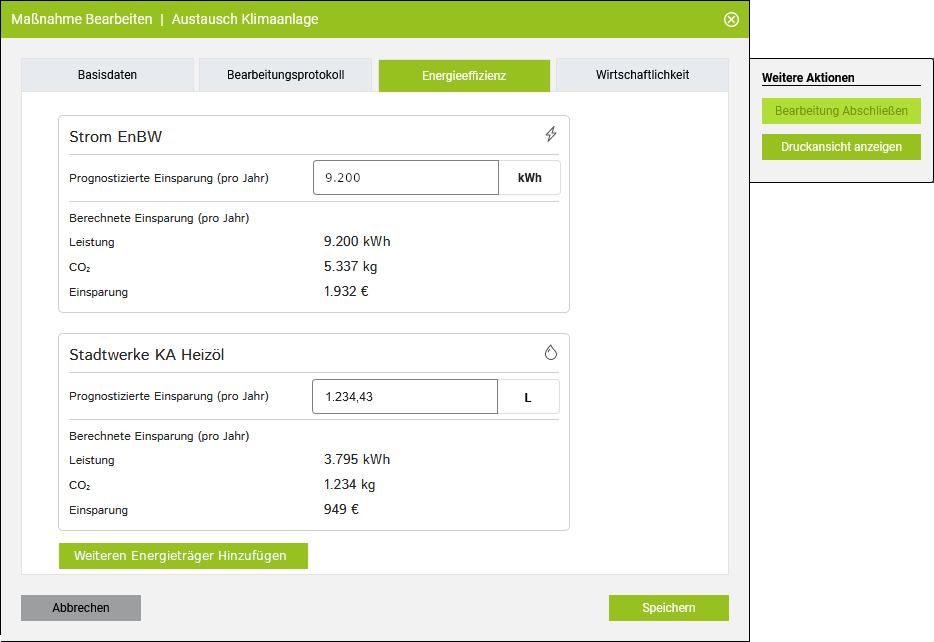 Maßnahme Bearbeiten | Austausch Klimaanlage
Basisdaten
Bearbeitungsprotokoll
Energieeffizienz
Wirtschaftlichkeit
Strom EnBW
Prognostizierte Einsparung (pro Jahr) 9.200 kWh
Berechnete Einsparung (pro Jahr)
Leistung 9.200 kWh
CO₂ 5.337 kg
Einsparung 1.932 €
Stadtwerke KA Heizöl
Prognostizierte Einsparung (pro Jahr) 1.234,43 L
Berechnete Einsparung (pro Jahr)
Leistung 3.795 kWh
CO₂ 1.234 kg
Einsparung 949 €
Weiteren Energieträger Hinzufügen
Abbrechen
Speichern
Weitere Aktionen
Bearbeitung Abschließen
Druckansicht anzeigen